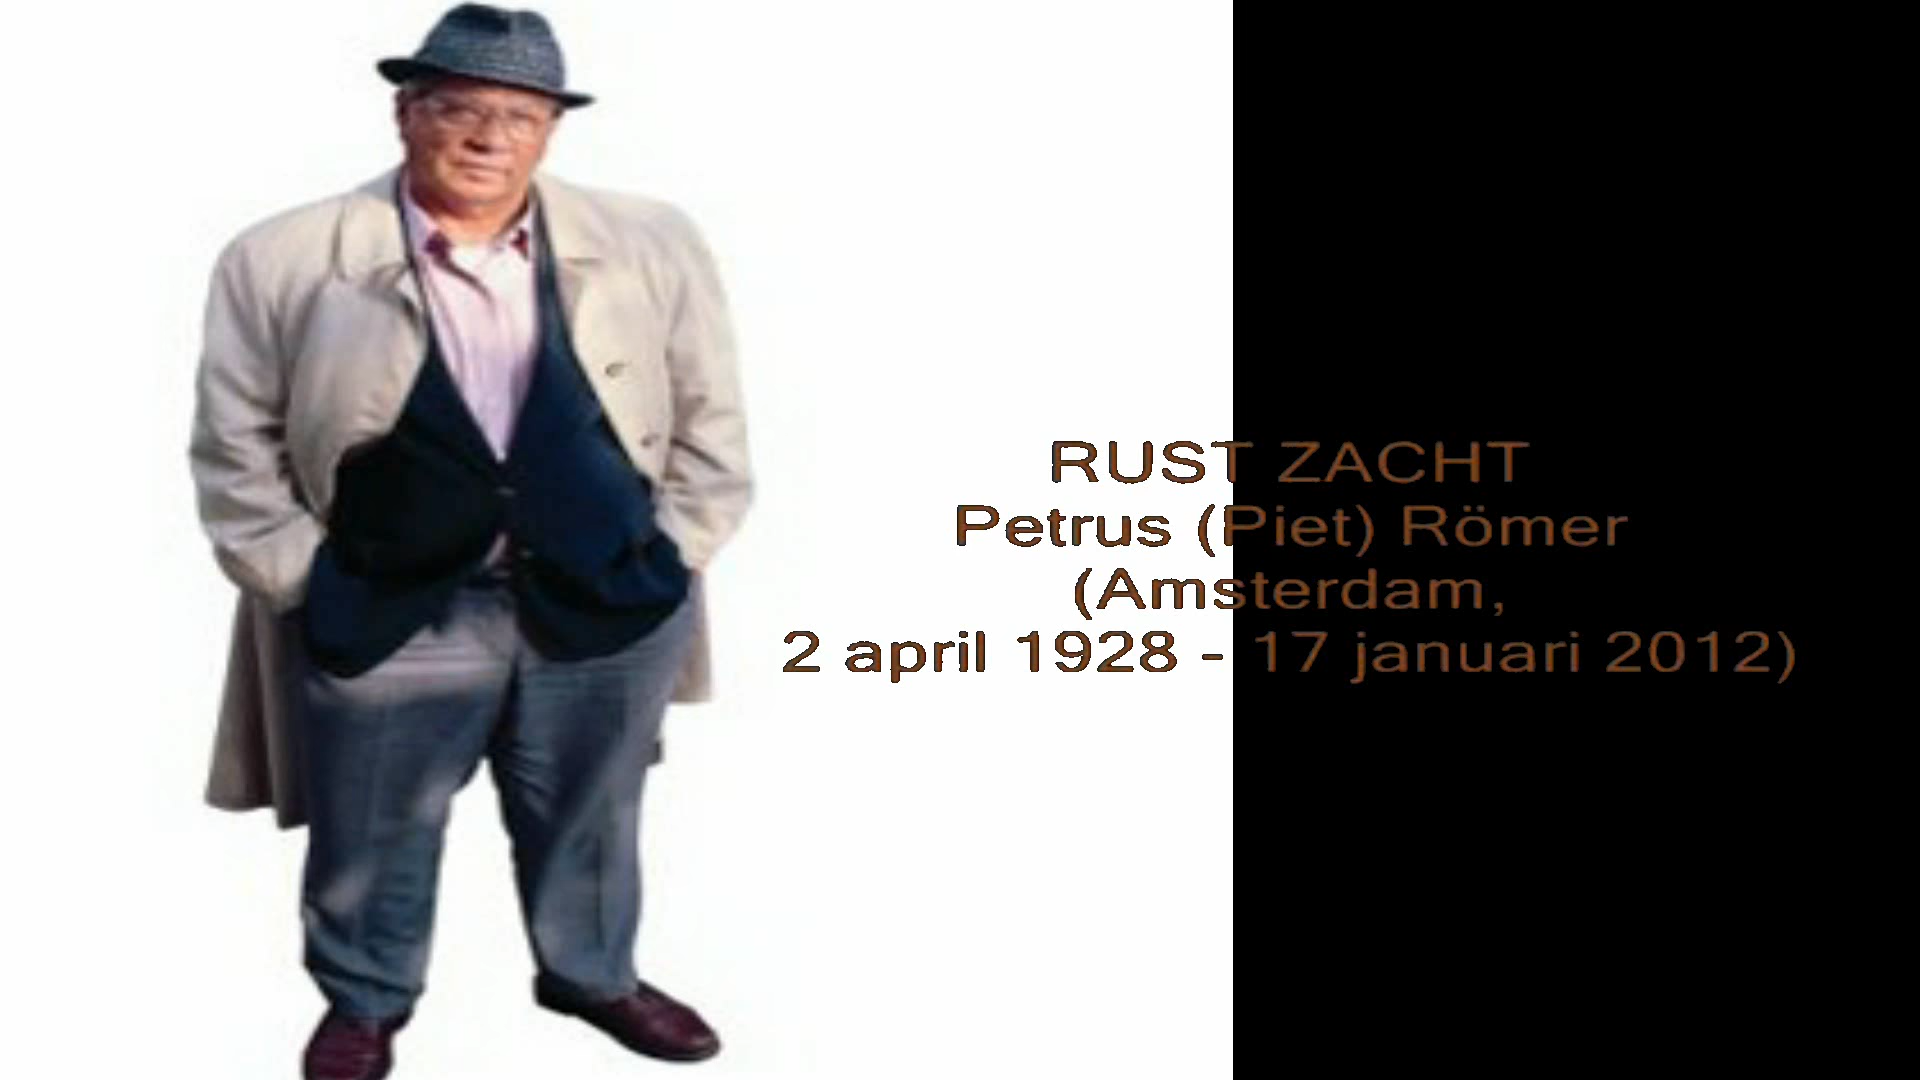 RUST ZACHT
Petrus (Piet) Römer
(Amsterdam,
2 april 1928 - 17 januari 2012)